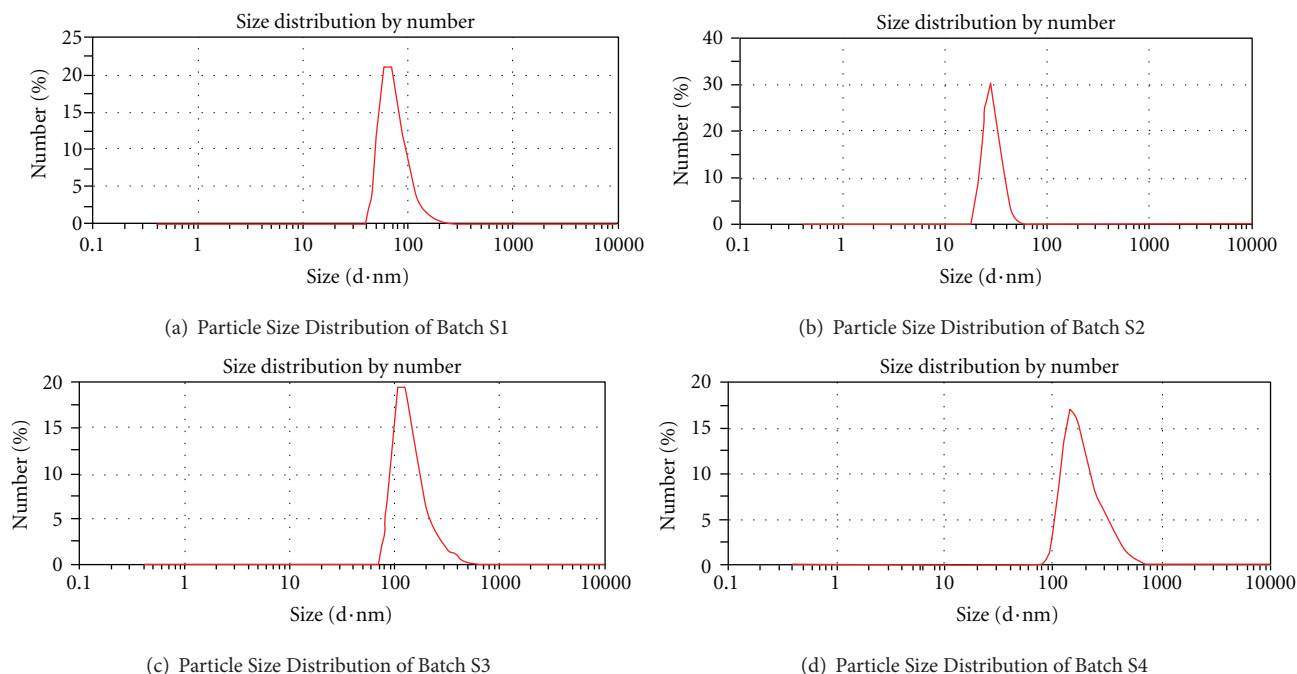 Size distribution by number
25
20
15
10
5
0
Number (%)
0.1 1 10 100 1000 10000
Size (d·nm)
(a) Particle Size Distribution of Batch S1
Size distribution by number
40
30
20
10
0
Number (%)
0.1 1 10 100 1000 10000
Size (d·nm)
(b) Particle Size Distribution of Batch S2
Size distribution by number
20
15
10
5
0
Number (%)
0.1 1 10 100 1000 10000
Size (d·nm)
(c) Particle Size Distribution of Batch S3
Size distribution by number
20
15
10
5
0
Number (%)
0.1 1 10 100 1000 10000
Size (d·nm)
(d) Particle Size Distribution of Batch S4